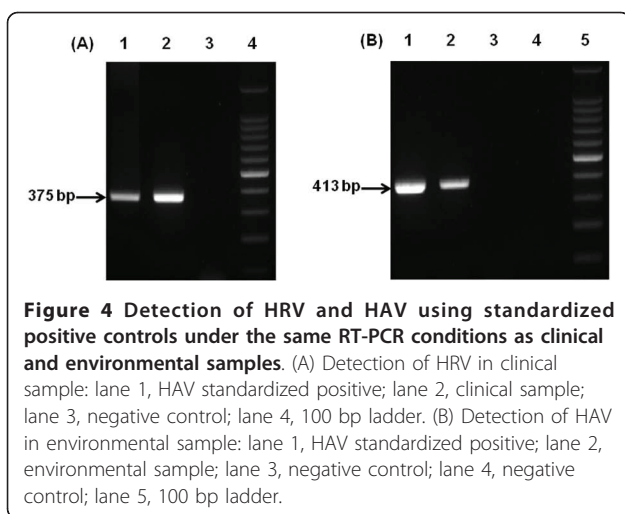 (A) 1 2 3 4 (B) 1 2 3 4 5
375 bp
413 bp
Figure 4 Detection of HRV and HAV using standardized
positive controls under the same RT-PCR conditions as clinical
and environmental samples. (A) Detection of HRV in clinical
sample: lane 1, HAV standardized positive; lane 2, clinical sample;
lane 3, negative control; lane 4, 100 bp ladder. (B) Detection of HAV
in environmental sample: lane 1, HAV standardized positive; lane 2,
environmental sample; lane 3, negative control; lane 4, negative
control; lane 5, 100 bp ladder.